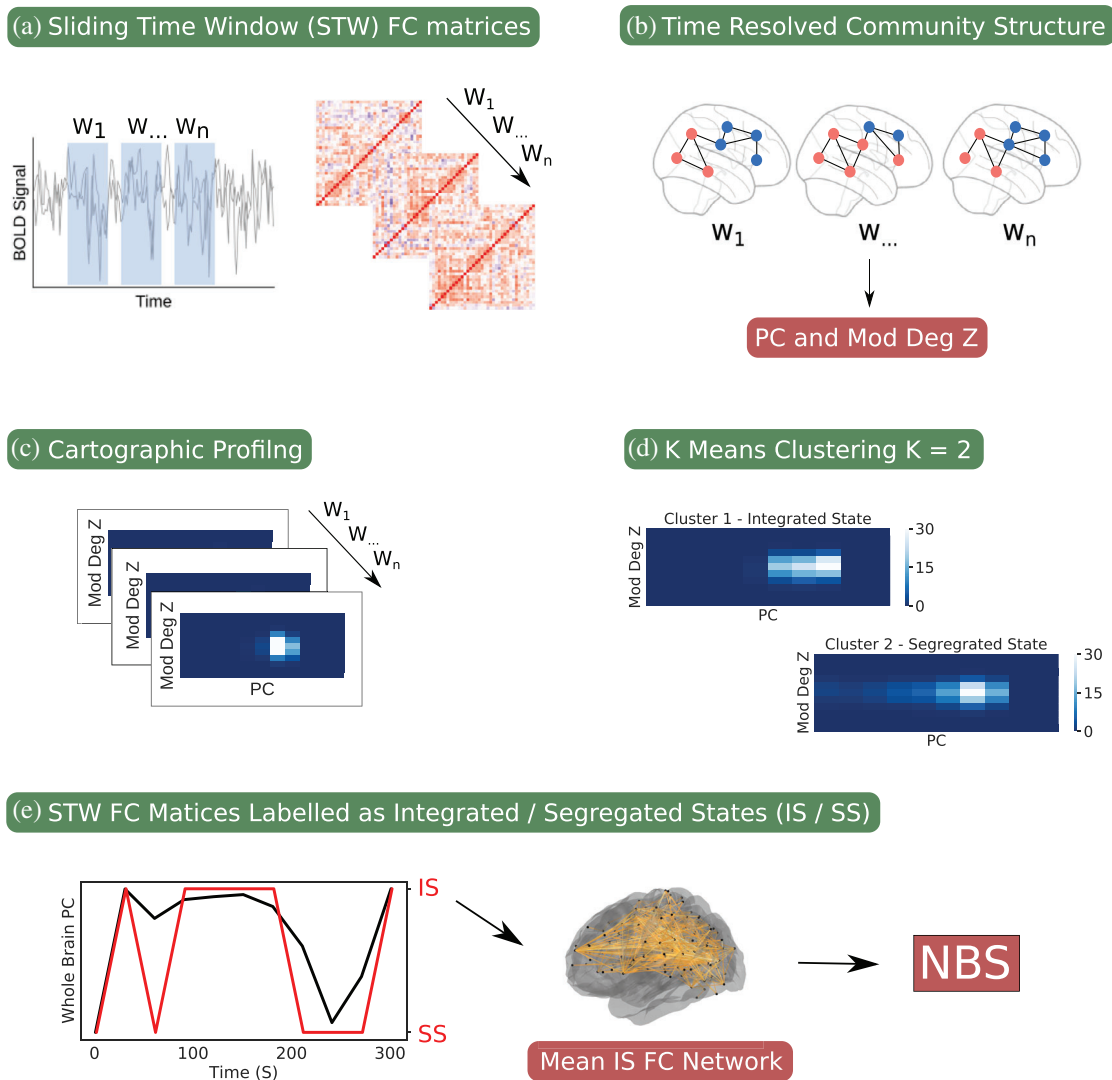 (a) Sliding Time Window (STW) FC matrices
W1 W... Wn
BOLD Signal
Time
W1
W...
Wn
(b) Time Resolved Community Structure
W1 W... Wn
PC and Mod Deg Z
(c) Cartographic Profilng
W1
W...
Wn
Mod Deg Z
Mod Deg Z
Mod Deg Z
PC
(d) K Means Clustering K = 2
Cluster 1 - Integrated State
Mod Deg Z
PC
30
15
0
Cluster 2 - Segregrated State
Mod Deg Z
PC
30
15
0
(e) STW FC Matices Labelled as Integrated / Segregated States (IS / SS)
Whole Brain PC
IS
SS
0 100 200 300
Time (S)
Mean IS FC Network
NBS